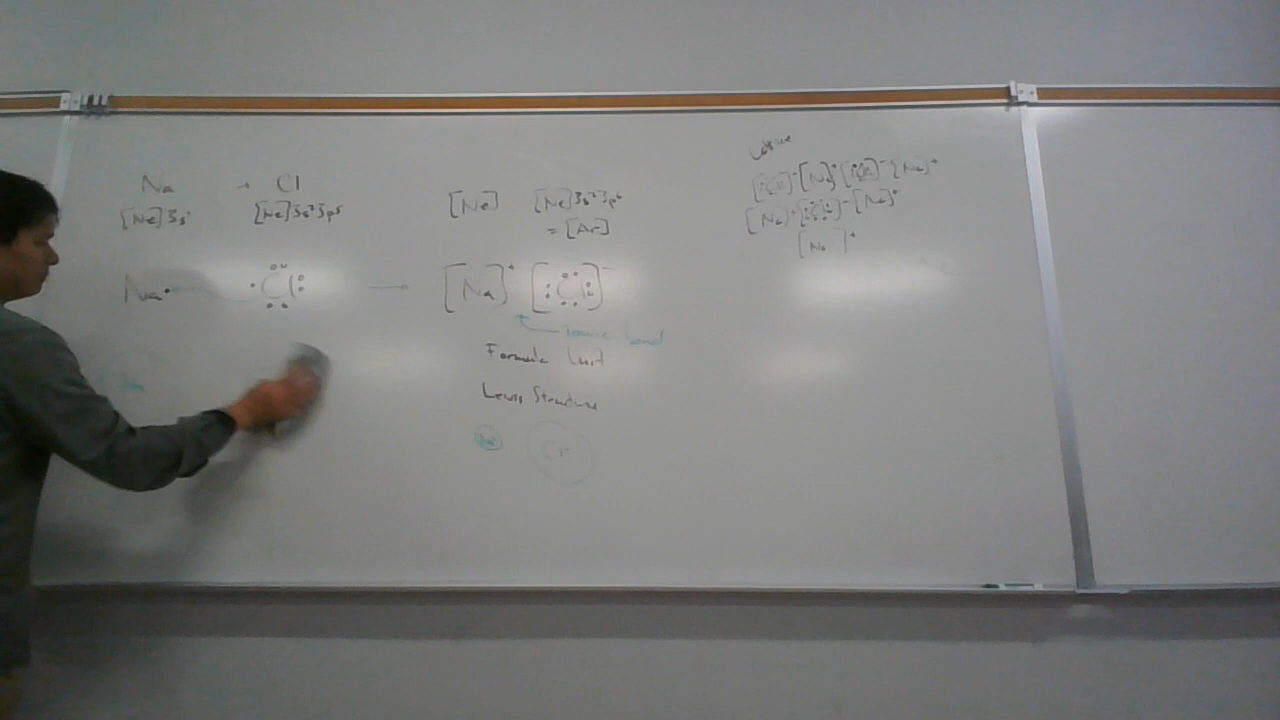 Na + Cl
[Ne]3s¹ [Ne]3s²3p⁵
[Ne] [Ne]3s²3p⁶
= [Ar]
Na• Cl → [Na]⁺ [Cl]⁻
ionic bond
Formula Unit
Lewis Structure
Lattice
[Cl]⁻[Na]⁺[Cl]⁻[Na]⁺
[Na]⁺[Cl]⁻[Na]⁺
[Na]⁺